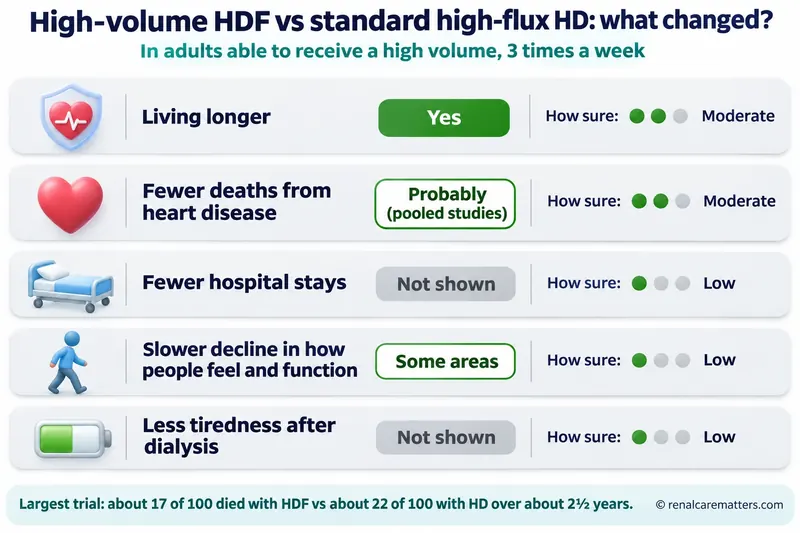 High-volume HDF vs standard high-flux HD: what changed?
In adults able to receive a high volume, 3 times a week
Living longer
Yes
How sure: Moderate
Fewer deaths from
heart disease
Probably
(pooled studies)
How sure: Moderate
Fewer hospital stays
Not shown
How sure: Low
Slower decline in how
people feel and function
Some areas
How sure: Low
Less tiredness after
dialysis
Not shown
How sure: Low
Largest trial: about 17 of 100 died with HDF vs about 22 of 100 with HD over about 2½ years.
© renalcarematters.com